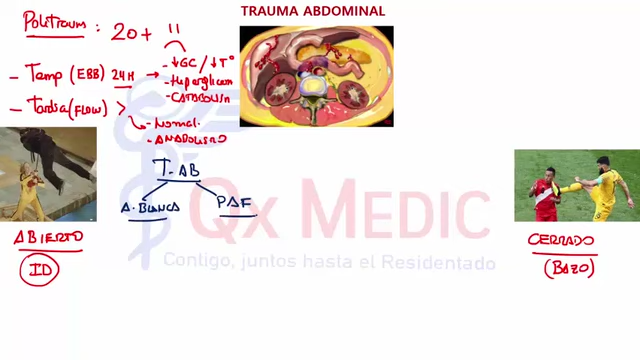 TRAUMA ABDOMINAL
Politraum : 20 + 11
- Temp (EBB) 24H → - ↓GC / ↓T°
- Hiperglicem
- CATABOLISM
- Tardia (FLOW) >
- Normal
- ANABOLISMO
T. AB
A. BLANCA
PAF
ABIERTO
ID
CERRADO
(BAZO)
Qx MEDIC
Contigo, juntos hasta el Residentado